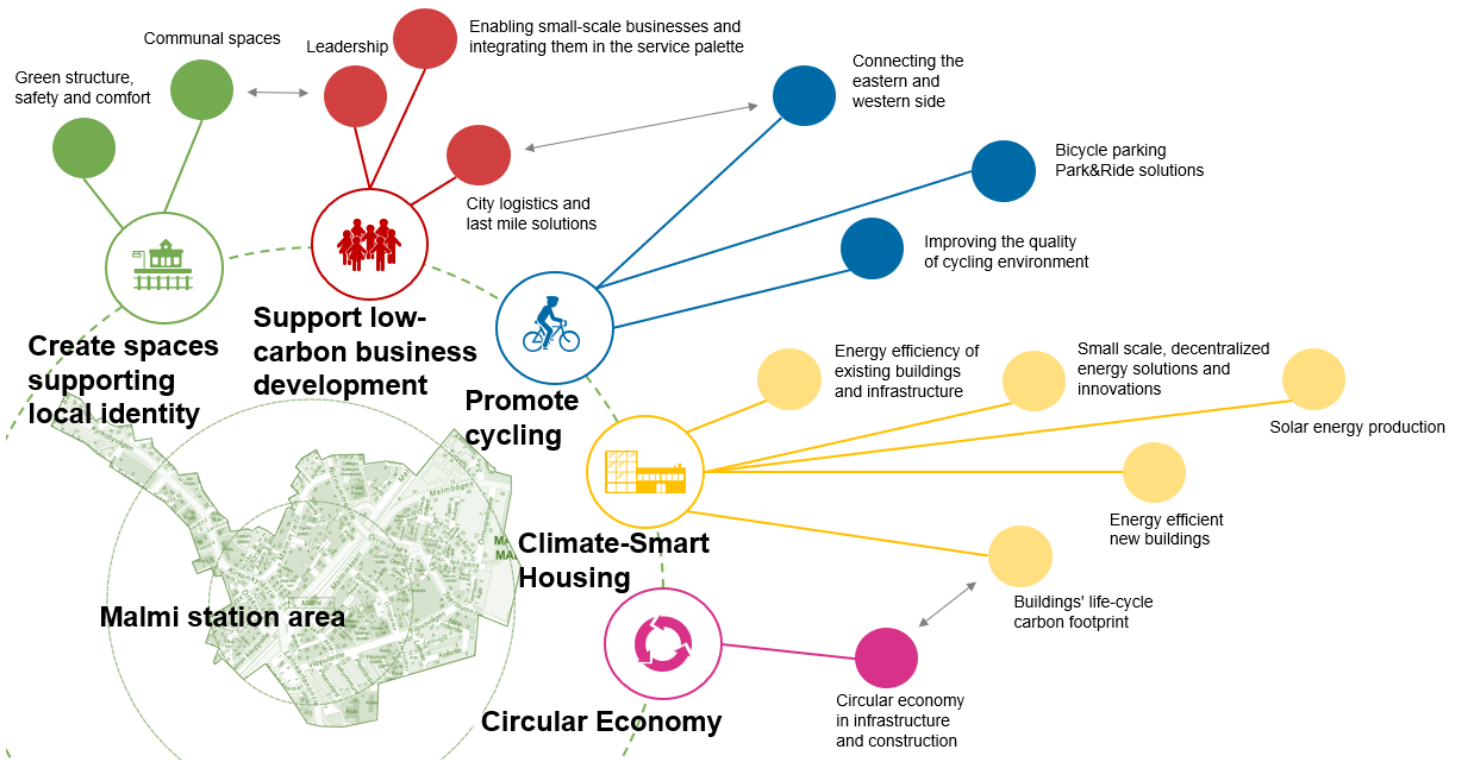 Communal spaces
Green structure,
safety and comfort
Leadership
Enabling small-scale businesses and
integrating them in the service palette
City logistics and
last mile solutions
Connecting the
eastern and
western side
Bicycle parking
Park&Ride solutions
Improving the quality
of cycling environment
Create spaces
supporting
local identity
Support low-
carbon business
development
Promote
cycling
Energy efficiency of
existing buildings
and infrastructure
Small scale, decentralized
energy solutions and
innovations
Solar energy production
Energy efficient
new buildings
Climate-Smart
Housing
Buildings' life-cycle
carbon footprint
Malmi station area
Malmi
Circular Economy
Circular economy
in infrastructure
and construction